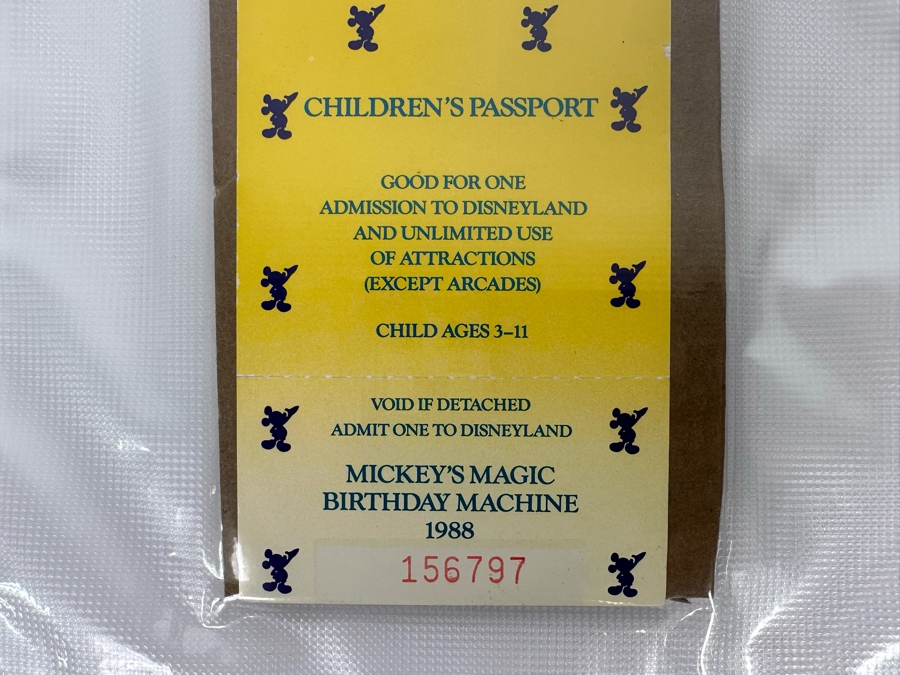 CHILDREN'S PASSPORT
GOOD FOR ONE
ADMISSION TO DISNEYLAND
AND UNLIMITED USE
OF ATTRACTIONS
(EXCEPT ARCADES)
CHILD AGES 3–11
VOID IF DETACHED
ADMIT ONE TO DISNEYLAND
MICKEY'S MAGIC
BIRTHDAY MACHINE
1988
156797